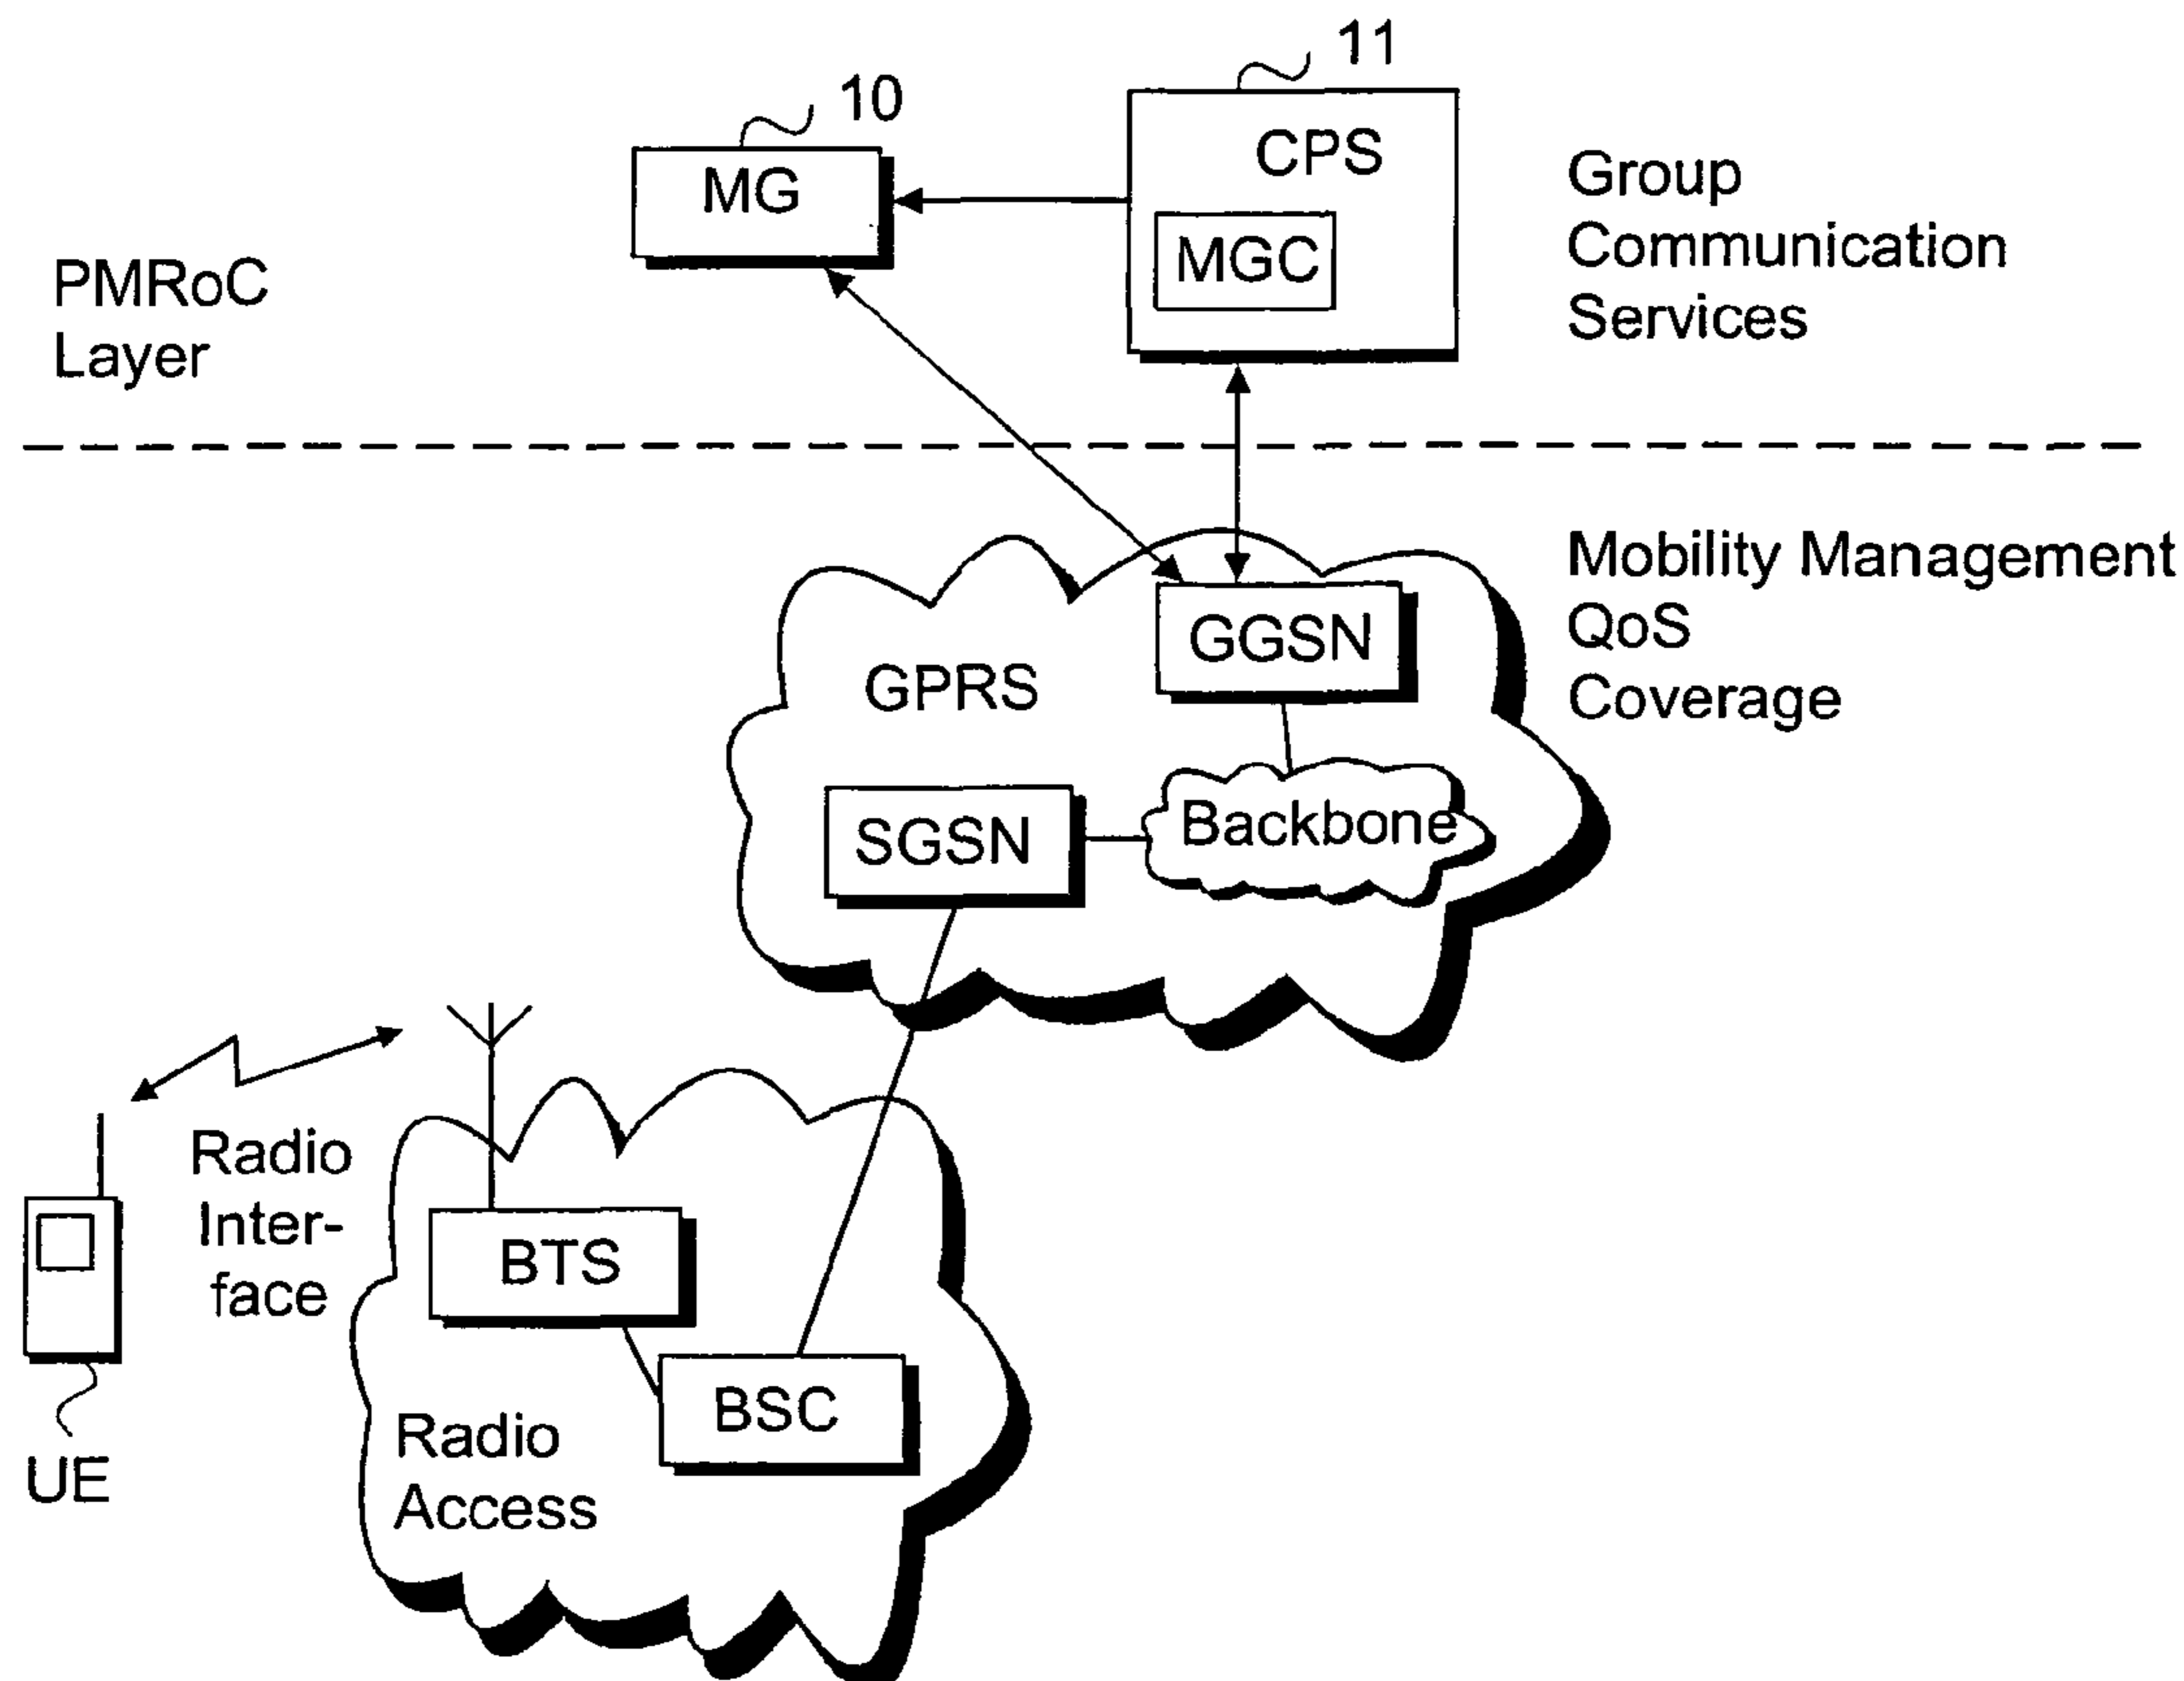 11
10
CPS
MG
MGC
Group
Communication
Services
PMRoC
Layer
Mobility Management
QoS
Coverage
GGSN
GPRS
Backbone
SGSN
Radio
Inter-
face
BTS
BSC
Radio
Access
UE